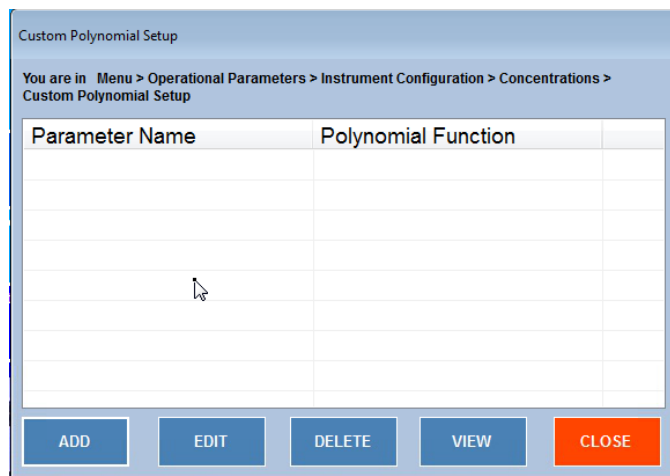 Custom Polynomial Setup
You are in Menu > Operational Parameters > Instrument Configuration > Concentrations >
Custom Polynomial Setup
Parameter Name Polynomial Function
ADD EDIT DELETE VIEW CLOSE